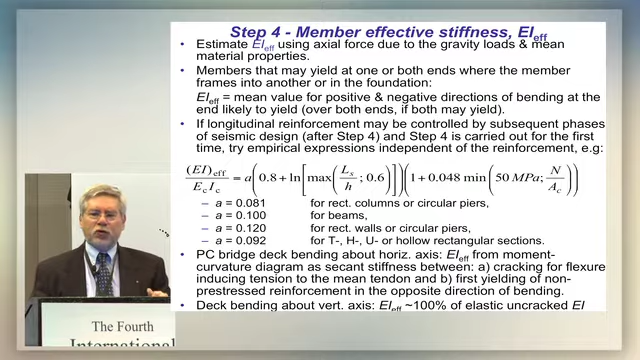 Step 4 - Member effective stiffness, EIeff
• Estimate EIeff using axial force due to the gravity loads & mean
material properties.
• Members that may yield at one or both ends where the member
frames into another or in the foundation:
EIeff = mean value for positive & negative directions of bending at the
end likely to yield (over both ends, if both may yield).
• If longitudinal reinforcement may be controlled by subsequent phases
of seismic design (after Step 4) and Step 4 is carried out for the first
time, try empirical expressions independent of the reinforcement, e.g:
(EI)eff / EcIc = a(0.8 + ln[max(Ls/h; 0.6)])(1 + 0.048 min(50 MPa; N/Ac))
– a = 0.081 for rect. columns or circular piers,
– a = 0.100 for beams,
– a = 0.120 for rect. walls or circular piers,
– a = 0.092 for T-, H-, U- or hollow rectangular sections.
• PC bridge deck bending about horiz. axis: EIeff from moment-
curvature diagram as secant stiffness between: a) cracking for flexure
inducing tension to the mean tendon and b) first yielding of non-
prestressed reinforcement in the opposite direction of bending.
• Deck bending about vert. axis: EIeff ~100% of elastic uncracked EI
The Fourth
International